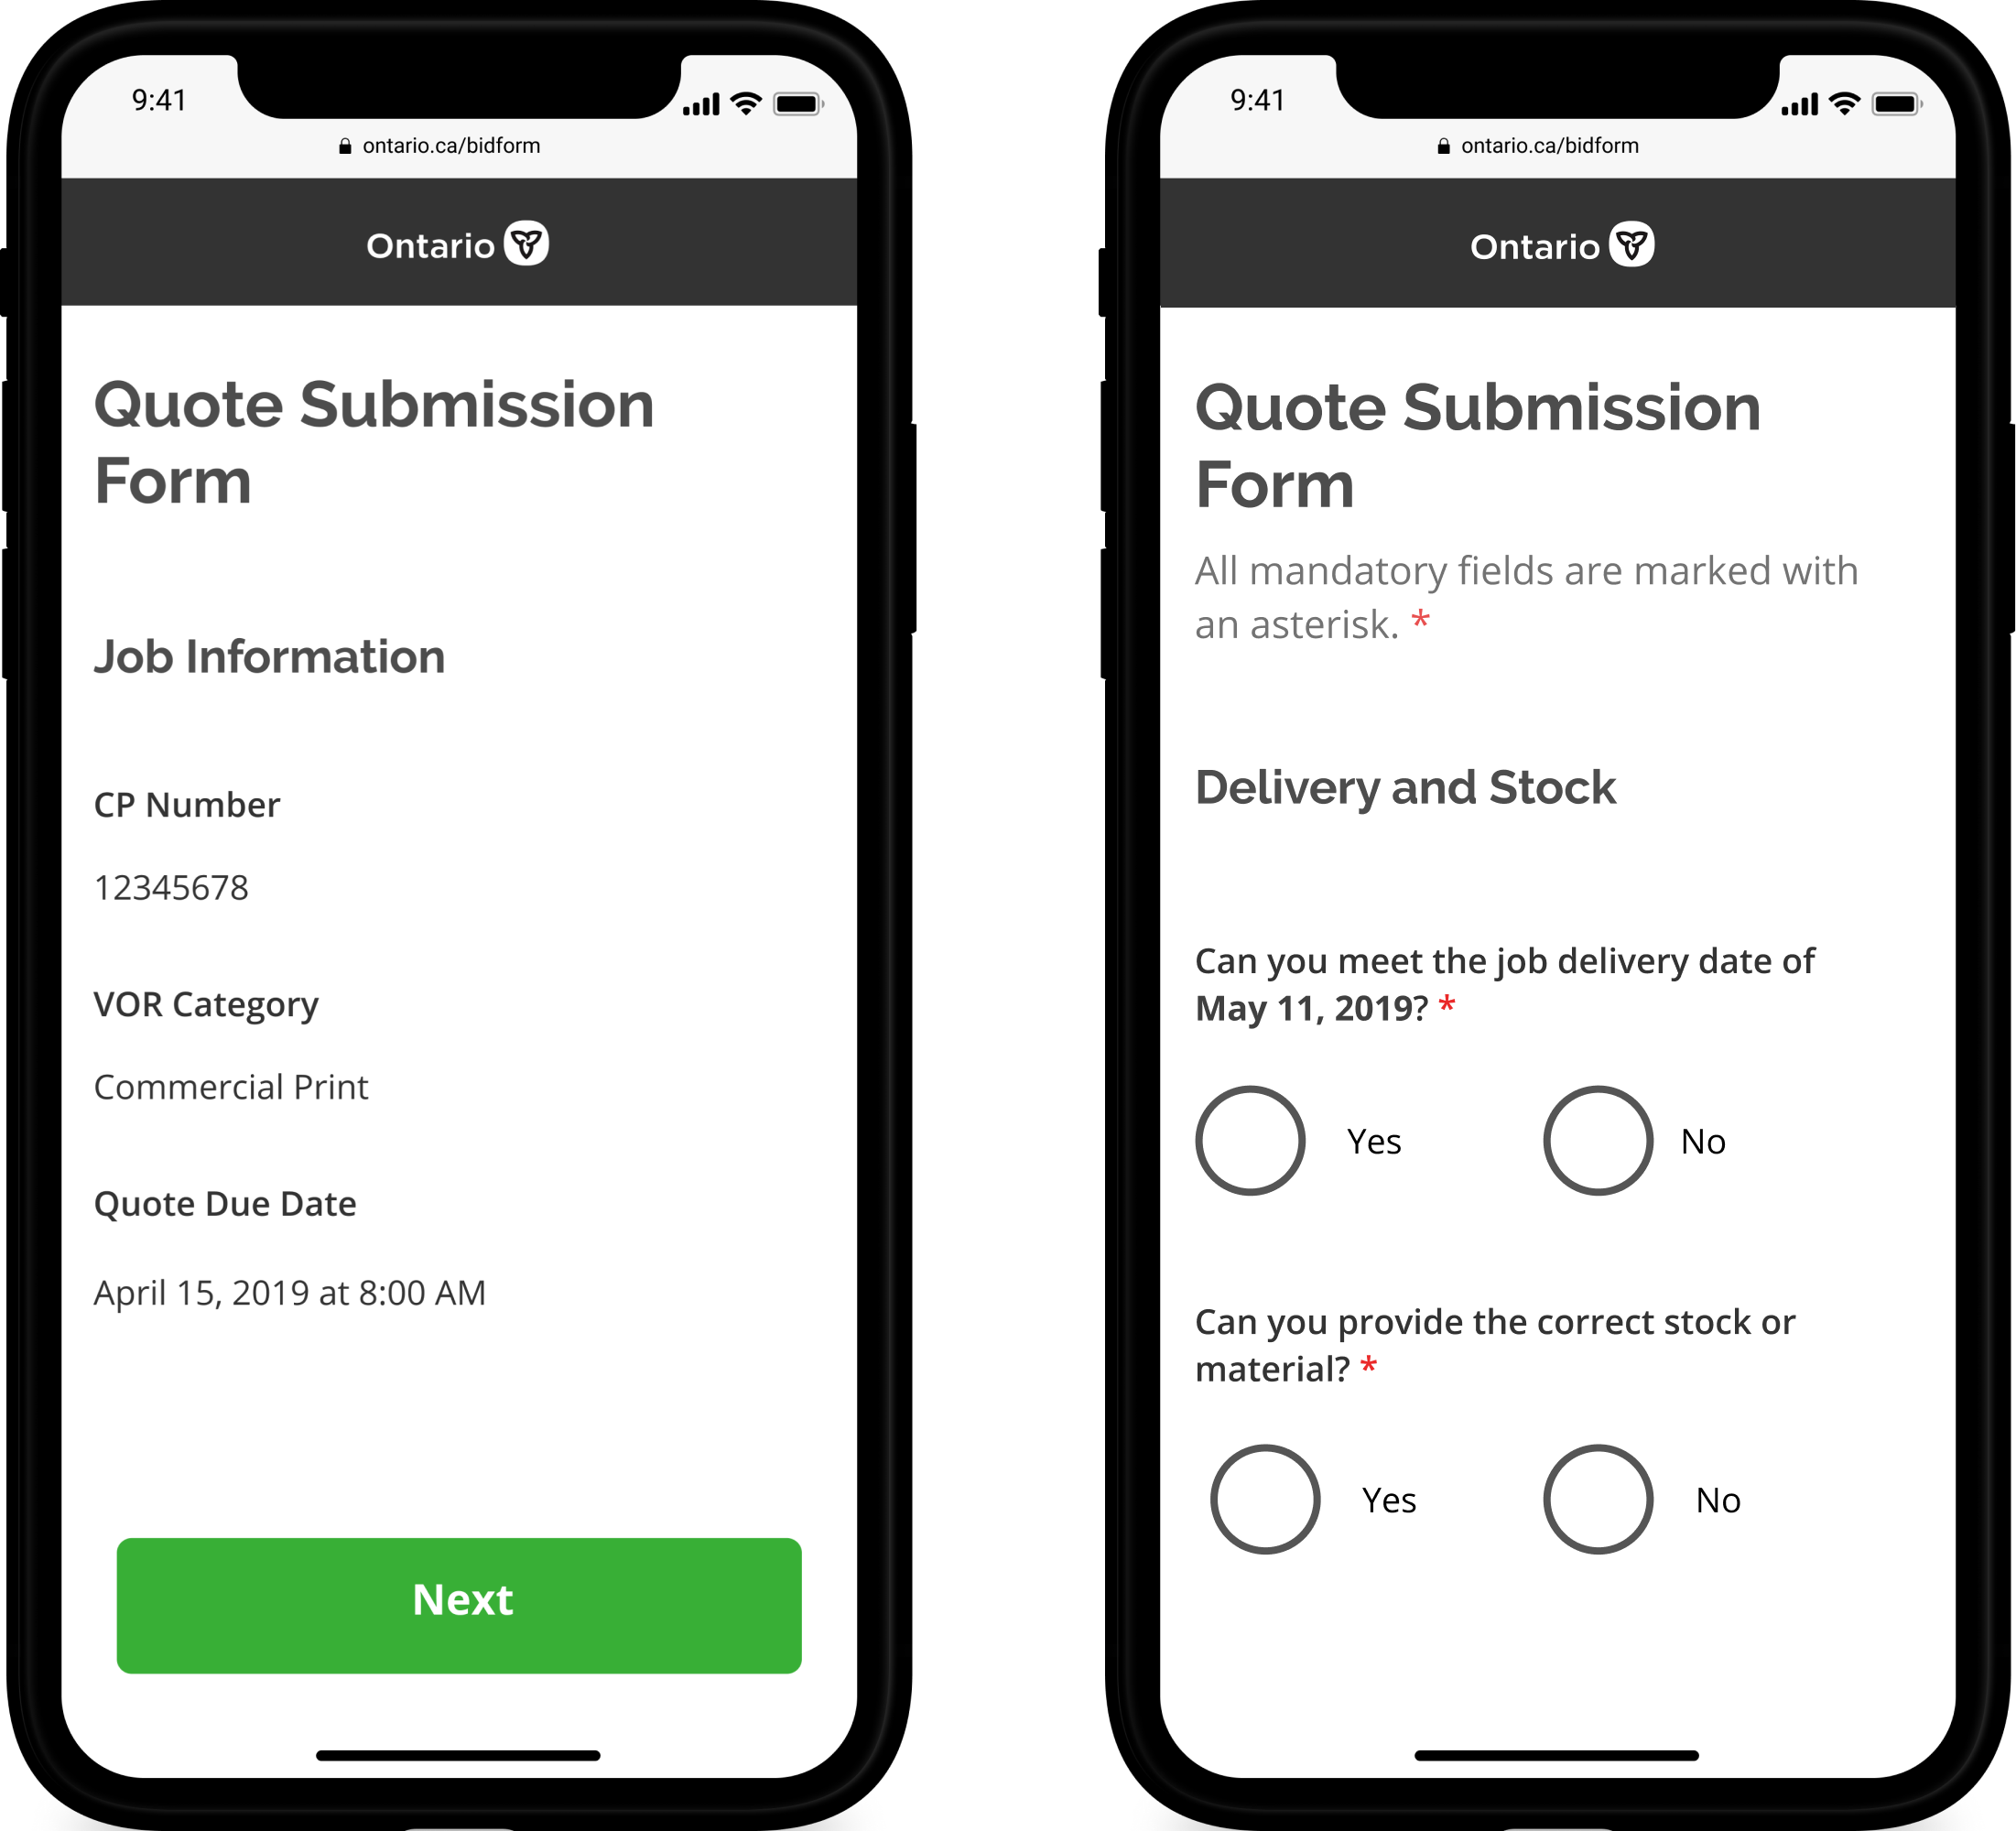 9:41
ontario.ca/bidform
Ontario
Quote Submission
Form
Job Information
CP Number
12345678
VOR Category
Commercial Print
Quote Due Date
April 15, 2019 at 8:00 AM
Next
9:41
ontario.ca/bidform
Ontario
Quote Submission
Form
All mandatory fields are marked with
an asterisk. *
Delivery and Stock
Can you meet the job delivery date of
May 11, 2019? *
Yes No
Can you provide the correct stock or
material? *
Yes No